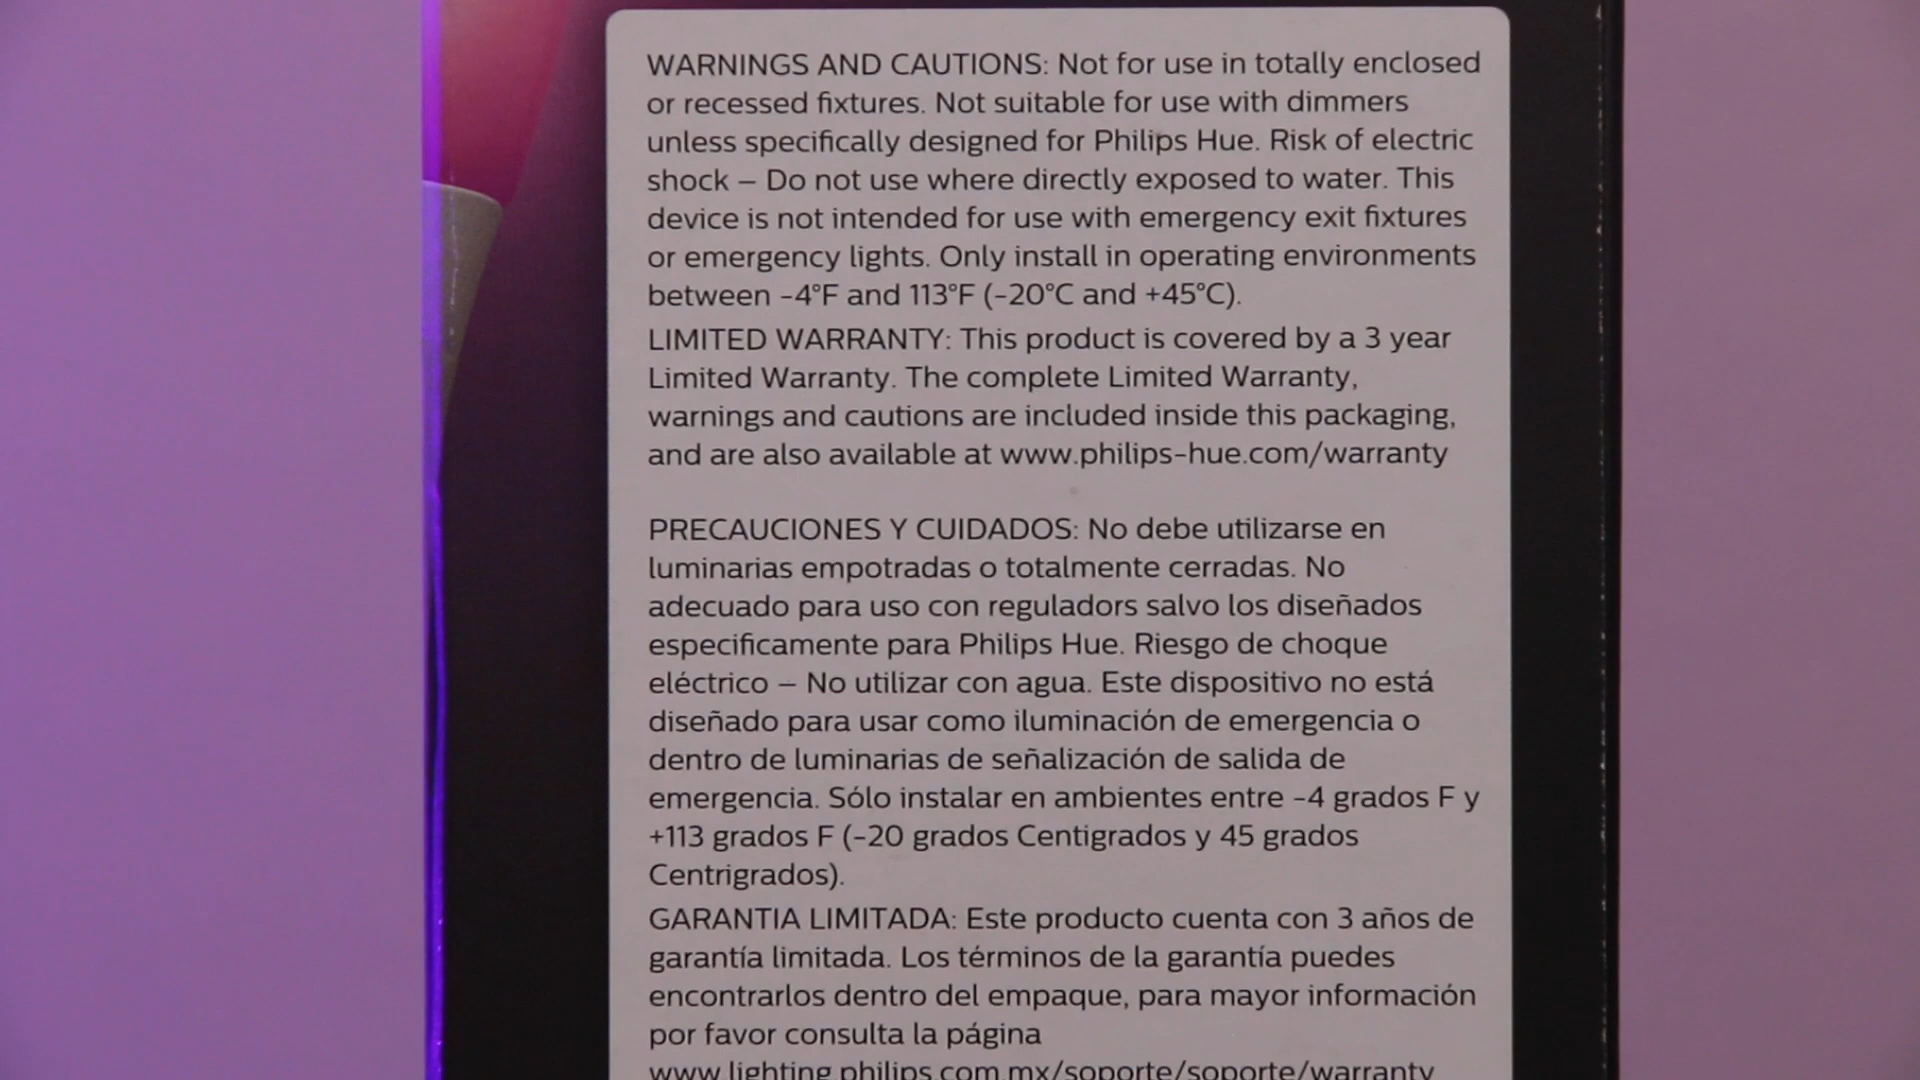 WARNINGS AND CAUTIONS: Not for use in totally enclosed
or recessed fixtures. Not suitable for use with dimmers
unless specifically designed for Philips Hue. Risk of electric
shock – Do not use where directly exposed to water. This
device is not intended for use with emergency exit fixtures
or emergency lights. Only install in operating environments
between -4°F and 113°F (-20°C and +45°C).
LIMITED WARRANTY: This product is covered by a 3 year
Limited Warranty. The complete Limited Warranty,
warnings and cautions are included inside this packaging,
and are also available at www.philips-hue.com/warranty
PRECAUCIONES Y CUIDADOS: No debe utilizarse en
luminarias empotradas o totalmente cerradas. No
adecuado para uso con reguladors salvo los diseñados
especificamente para Philips Hue. Riesgo de choque
eléctrico – No utilizar con agua. Este dispositivo no está
diseñado para usar como iluminación de emergencia o
dentro de luminarias de señalización de salida de
emergencia. Sólo instalar en ambientes entre -4 grados F y
+113 grados F (-20 grados Centigrados y 45 grados
Centrigrados).
GARANTIA LIMITADA: Este producto cuenta con 3 años de
garantía limitada. Los términos de la garantía puedes
encontrarlos dentro del empaque, para mayor información
por favor consulta la página
www.lighting.philips.com.mx/soporte/soporte/warranty